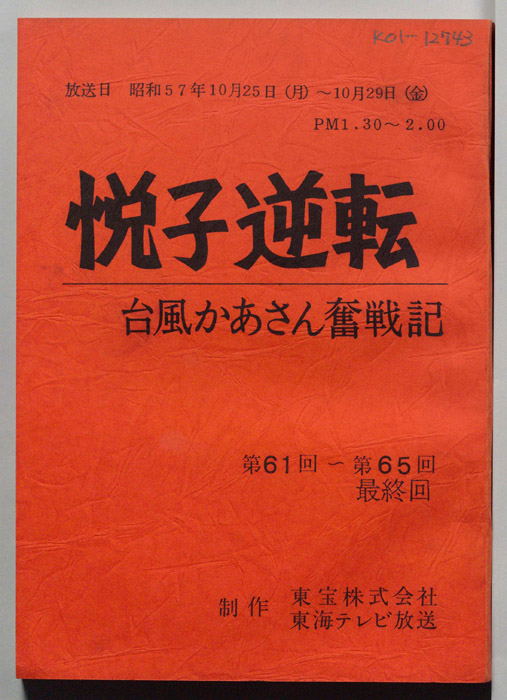 K01-12743
放送日 昭和57年10月25日(月)～10月29日(金)
PM1.30～2.00
悦子逆転
台風かあさん奮戦記
第61回～第65回
最終回
制作 東宝株式会社
東海テレビ放送